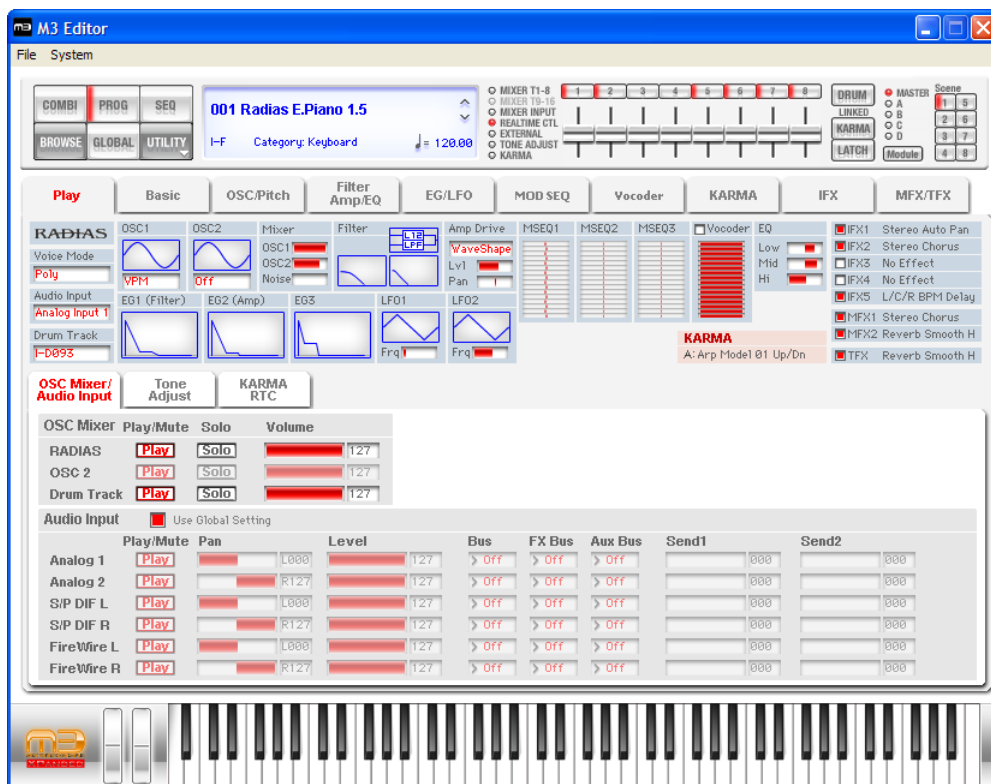 M3 Editor
File System
COMBI PROG SEQ
BROWSE GLOBAL UTILITY
001 Radias E.Piano 1.5
I-F Category: Keyboard ♩= 120.00
MIXER T1-8
MIXER T9-16
MIXER INPUT
REALTIME CTL
EXTERNAL
TONE ADJUST
KARMA
1 2 3 4 5 6 7 8
DRUM
LINKED
KARMA
LATCH
MASTER
A
B
C
D
Module
Scene
1 5
2 6
3 7
4 8
Play Basic OSC/Pitch Filter Amp/EQ EG/LFO MOD SEQ Vocoder KARMA IFX MFX/TFX
RADIAS
Voice Mode
Poly
Audio Input
Analog Input 1
Drum Track
I-D093
OSC1 OSC2 Mixer Filter Amp Drive MSEQ1 MSEQ2 MSEQ3 Vocoder EQ
VPM Off
OSC1
OSC2
Noise
L12
LPF
WaveShape
Lvl
Pan
Low
Mid
Hi
EG1 (Filter) EG2 (Amp) EG3 LFO1 LFO2
Frq Frq
KARMA
A: Arp Model 01 Up/Dn
IFX1 Stereo Auto Pan
IFX2 Stereo Chorus
IFX3 No Effect
IFX4 No Effect
IFX5 L/C/R BPM Delay
MFX1 Stereo Chorus
MFX2 Reverb Smooth H
TFX Reverb Smooth H
OSC Mixer/ Audio Input Tone Adjust KARMA RTC
OSC Mixer Play/Mute Solo Volume
RADIAS Play Solo 127
OSC 2 Play Solo 127
Drum Track Play Solo 127
Audio Input Use Global Setting
Play/Mute Pan Level Bus FX Bus Aux Bus Send1 Send2
Analog 1 Play L000 127 Off Off Off 000 000
Analog 2 Play R127 127 Off Off Off 000 000
S/P DIF L Play L000 127 Off Off Off 000 000
S/P DIF R Play R127 127 Off Off Off 000 000
FireWire L Play L000 127 Off Off Off 000 000
FireWire R Play R127 127 Off Off Off 000 000
m3
XPANDED